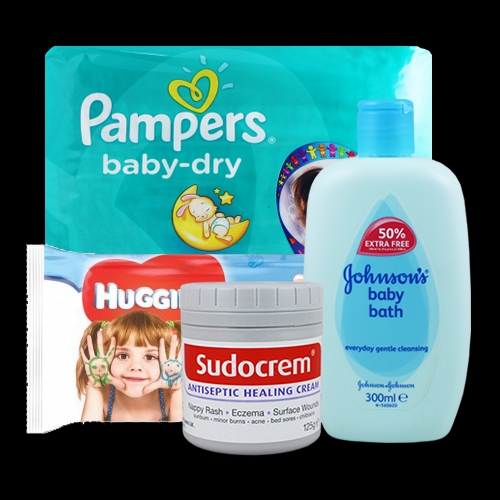 Pampers
baby-dry
50%
EXTRA FREE
Johnson's
baby
bath
everyday gentle cleansing
Johnson & Johnson
300ml e
HUGGI
Sudocrem
ANTISEPTIC HEALING CREAM
Nappy Rash • Eczema • Surface Wounds
sunburn • minor burns • acne • bed sores • chilblains
125g e